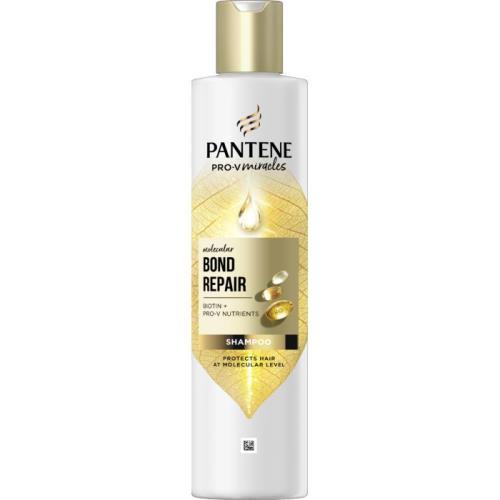 PANTENE
PRO-V miracles
molecular
BOND
REPAIR
BIOTIN +
PRO-V NUTRIENTS
SHAMPOO
PROTECTS HAIR
AT MOLECULAR LEVEL